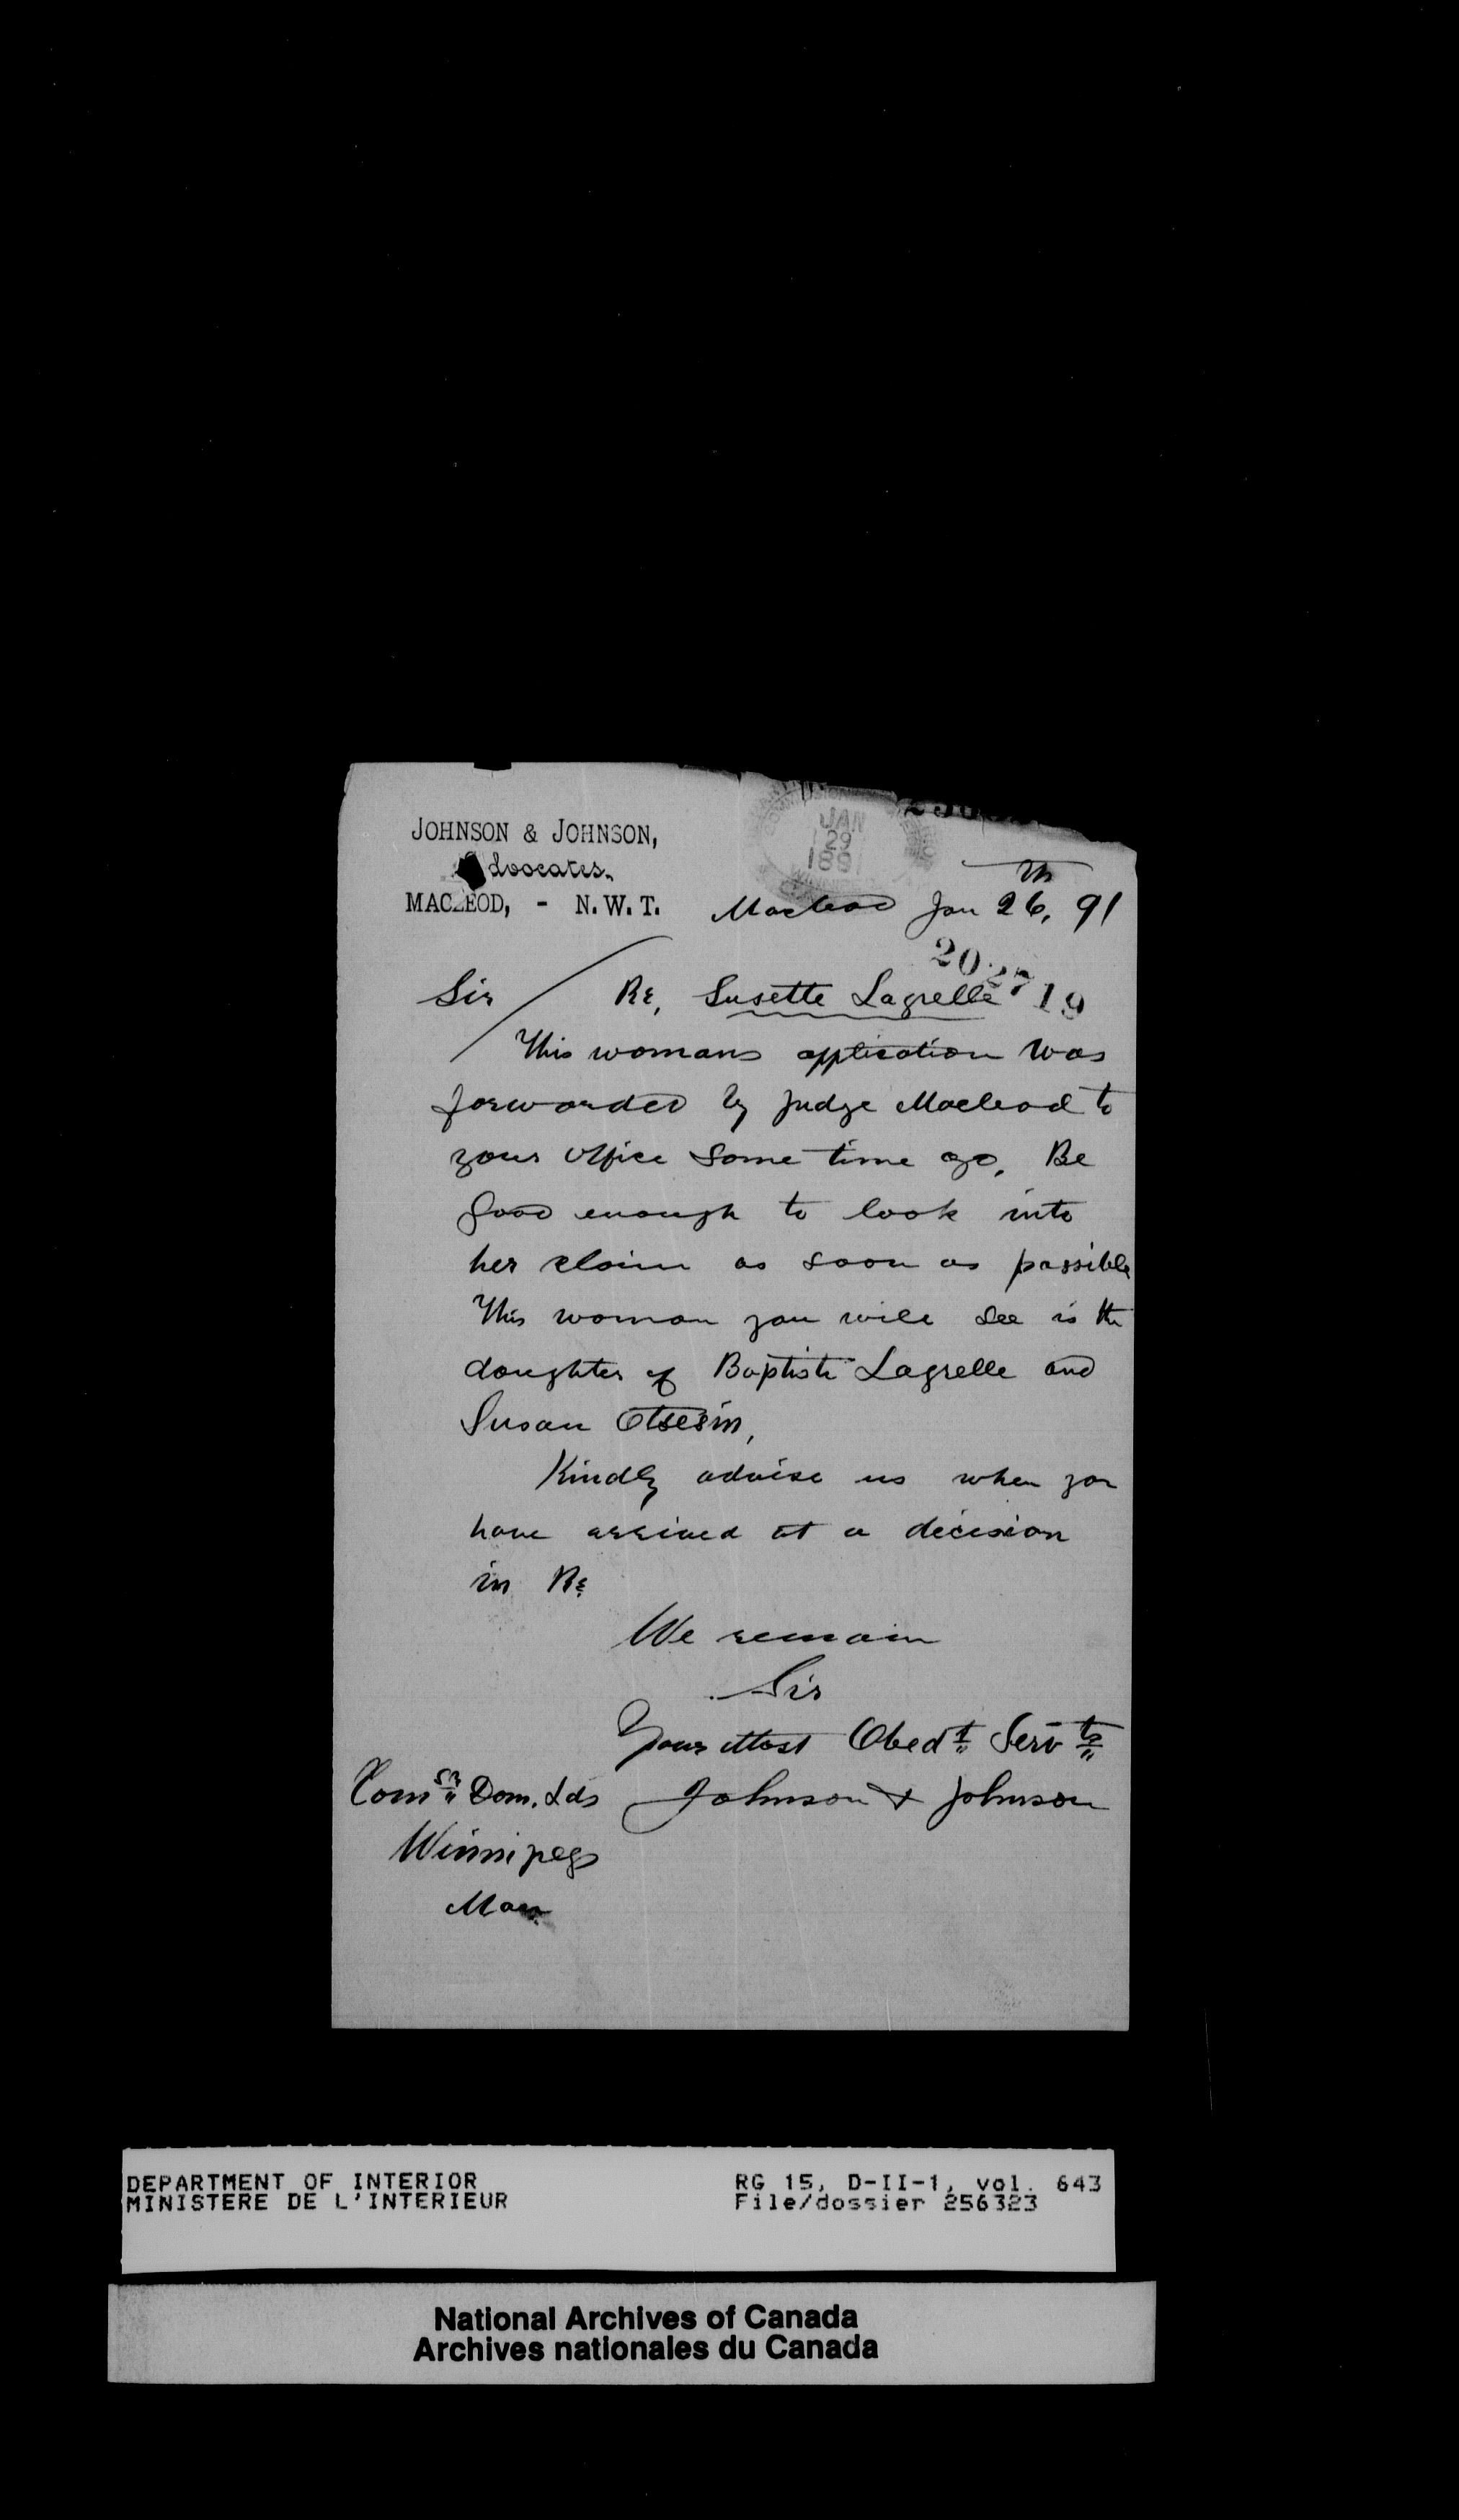 JOHNSON & JOHNSON,
dvocates.
MACLEOD, - N.W.T.
JAN
29
189
Macleod Jan 26th, 91
202719
Sir Re, Susette Lagrelle
This womans application was
forwarded by Judge Macleod to
your office some time ago, Be
good enough to look into
her claim as soon as possible
This woman you will see is the
daughter of Baptiste Lagrelle and
Susan Otsesin,
Kindly advise us when you
have arrived at a decision
in Re
We remain
Sir
Your Most Obedt Servts
Johnson & Johnson
Comsr Dom. Lds
Winnipeg
Man
DEPARTMENT OF INTERIOR
MINISTERE DE L'INTERIEUR
RG 15, D-II-1, vol. 643
File/dossier 256323
National Archives of Canada
Archives nationales du Canada